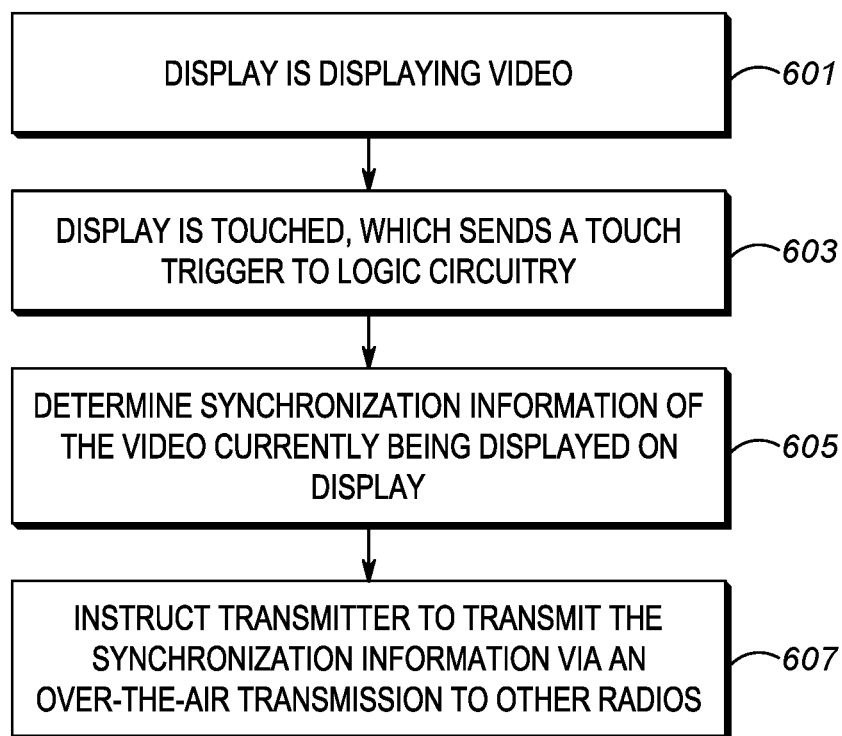 DISPLAY IS DISPLAYING VIDEO
601
DISPLAY IS TOUCHED, WHICH SENDS A TOUCH
TRIGGER TO LOGIC CIRCUITRY
603
DETERMINE SYNCHRONIZATION INFORMATION OF
THE VIDEO CURRENTLY BEING DISPLAYED ON
DISPLAY
605
INSTRUCT TRANSMITTER TO TRANSMIT THE
SYNCHRONIZATION INFORMATION VIA AN
OVER-THE-AIR TRANSMISSION TO OTHER RADIOS
607